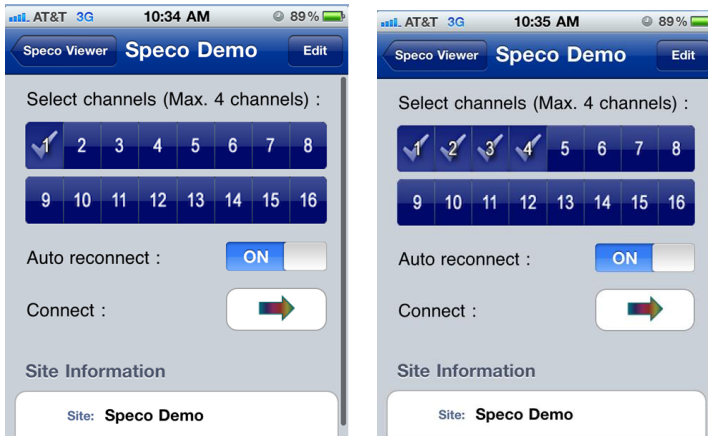 AT&T 3G 10:34 AM 89%
Speco Viewer Speco Demo Edit
Select channels (Max. 4 channels) :
1 2 3 4 5 6 7 8
9 10 11 12 13 14 15 16
Auto reconnect : ON
Connect :
Site Information
Site: Speco Demo
AT&T 3G 10:35 AM 89%
Speco Viewer Speco Demo Edit
Select channels (Max. 4 channels) :
1 2 3 4 5 6 7 8
9 10 11 12 13 14 15 16
Auto reconnect : ON
Connect :
Site Information
Site: Speco Demo